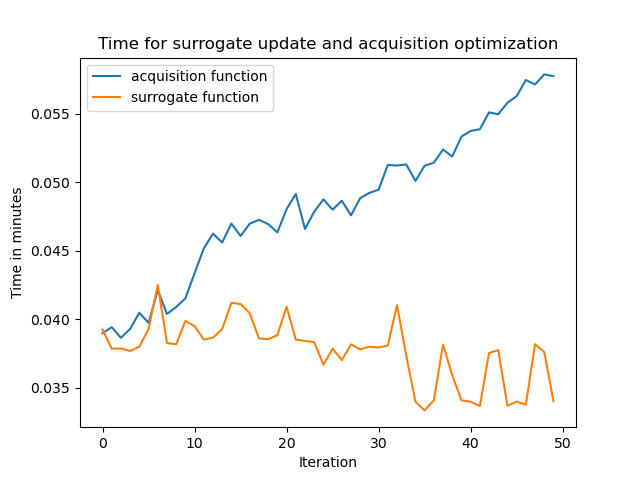 Time for surrogate update and acquisition optimization
acquisition function
surrogate function
Time in minutes
0.055
0.050
0.045
0.040
0.035
0 10 20 30 40 50
Iteration